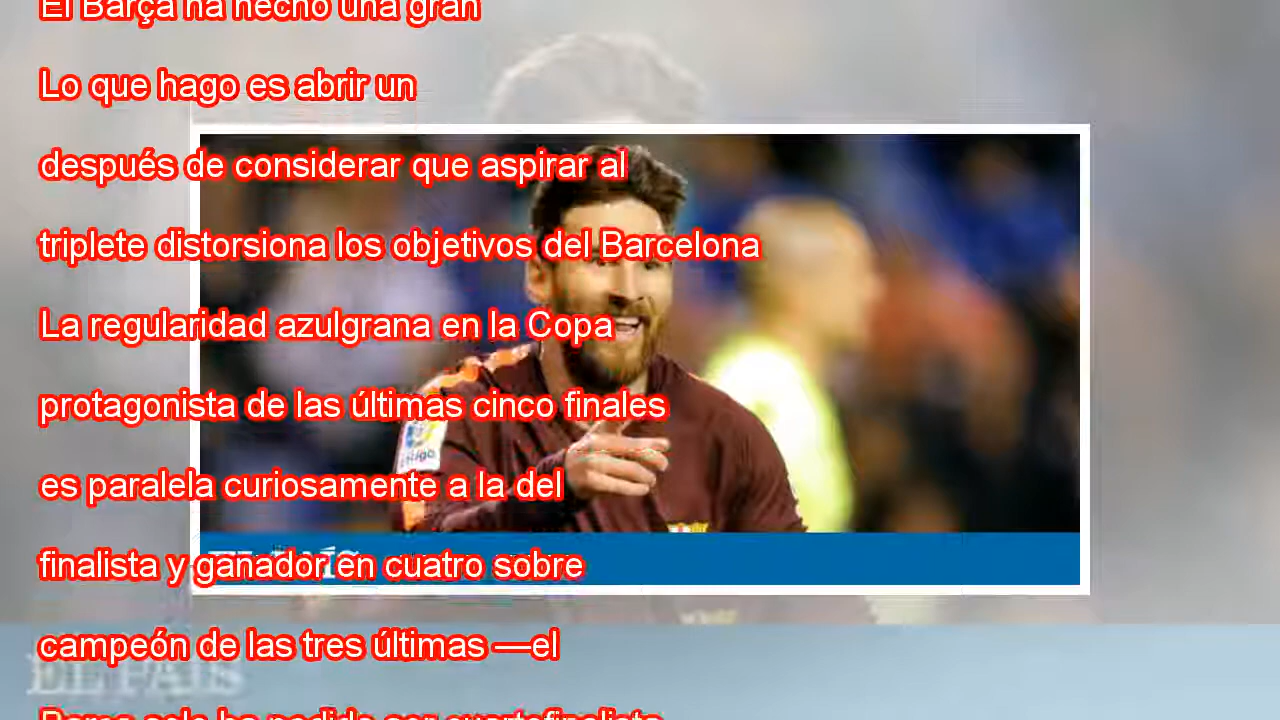 El Barça ha hecho una gran
Lo que hago es abrir un
después de considerar que aspirar al
triplete distorsiona los objetivos del Barcelona
La regularidad azulgrana en la Copa
protagonista de las últimas cinco finales
es paralela curiosamente a la del
finalista y ganador en cuatro sobre
campeón de las tres últimas —el
EL PAÍS